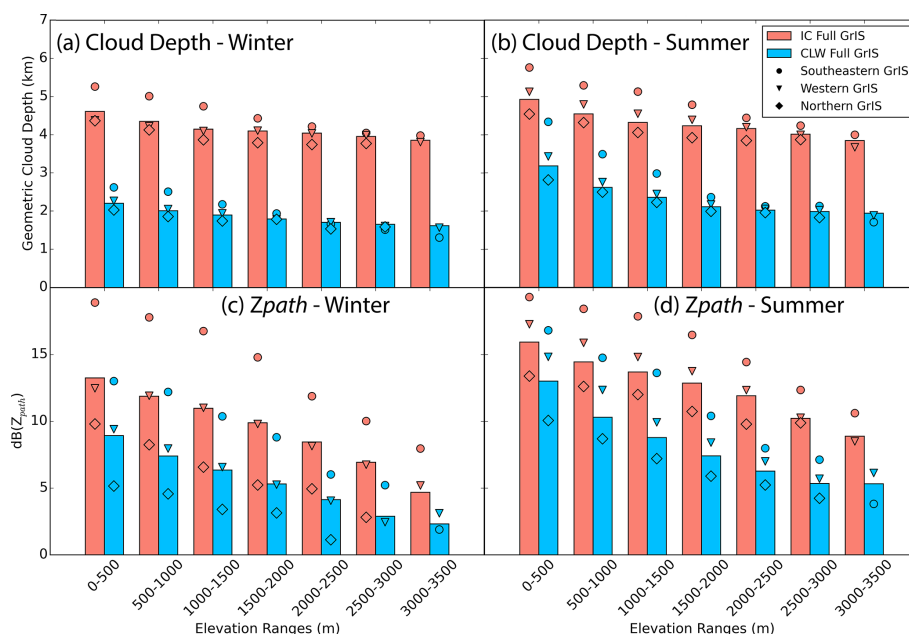 (a) Cloud Depth - Winter
(b) Cloud Depth - Summer
IC Full GrIS
CLW Full GrIS
Southeastern GrIS
Western GrIS
Northern GrIS
Geometric Cloud Depth (km)
7
6
5
4
3
2
1
0
(c) Zpath - Winter
(d) Zpath - Summer
dB(Zpath)
15
10
5
0
0-500
500-1000
1000-1500
1500-2000
2000-2500
2500-3000
3000-3500
0-500
500-1000
1000-1500
1500-2000
2000-2500
2500-3000
3000-3500
Elevation Ranges (m)
Elevation Ranges (m)